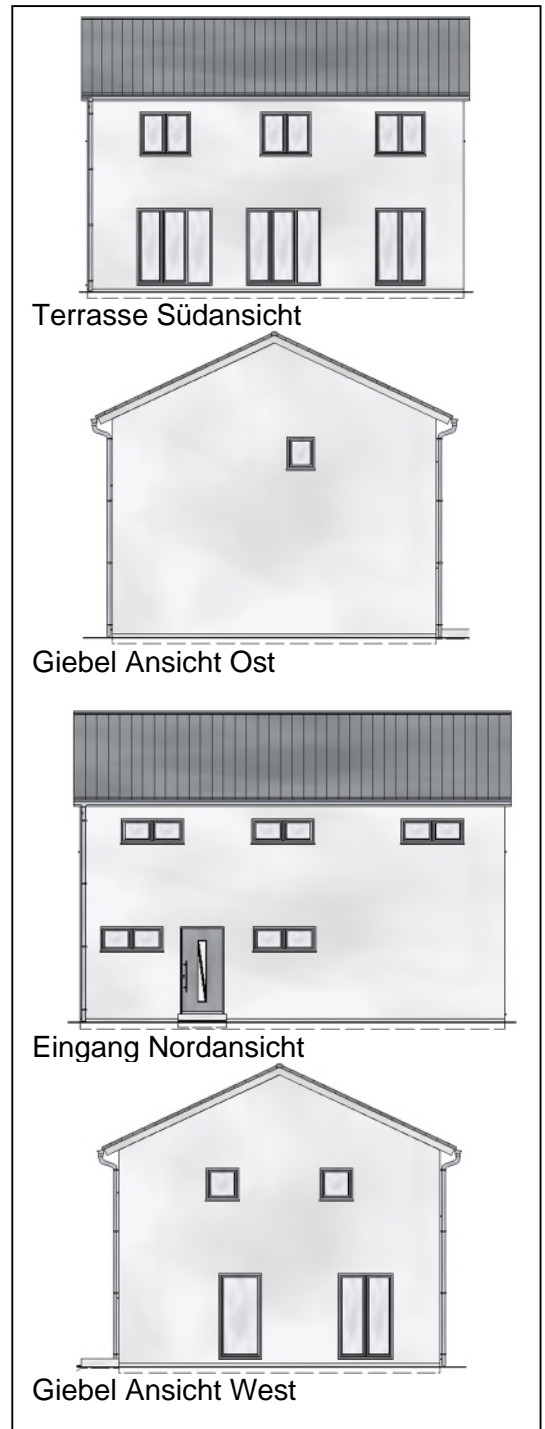 Terrasse Südansicht
Giebel Ansicht Ost
Eingang Nordansicht
Giebel Ansicht West